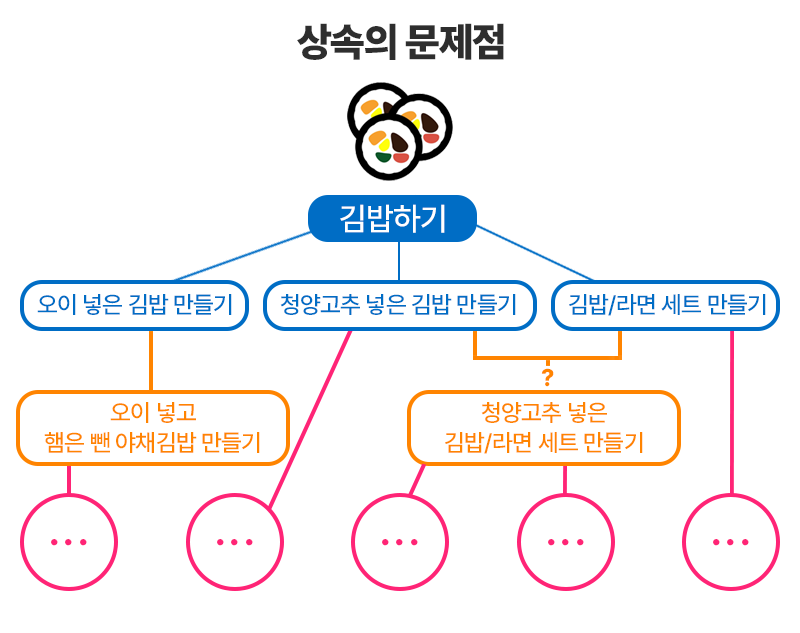 상속의 문제점
김밥하기
오이 넣은 김밥 만들기
청양고추 넣은 김밥 만들기
김밥/라면 세트 만들기
?
오이 넣고
햄은 뺀 야채김밥 만들기
청양고추 넣은
김밥/라면 세트 만들기
...
...
...
...
...